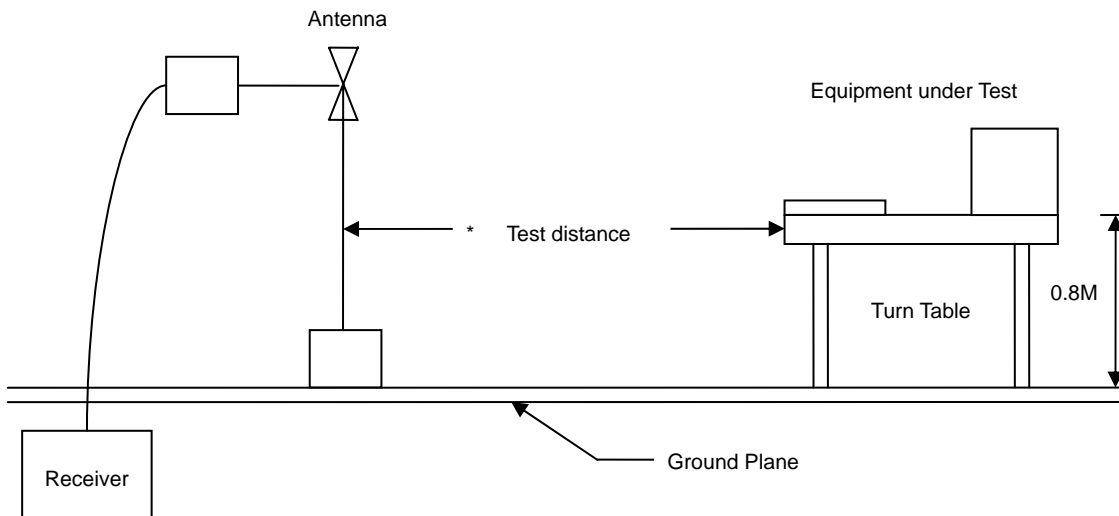 Antenna
Equipment under Test
* Test distance
0.8M
Turn Table
Ground Plane
Receiver